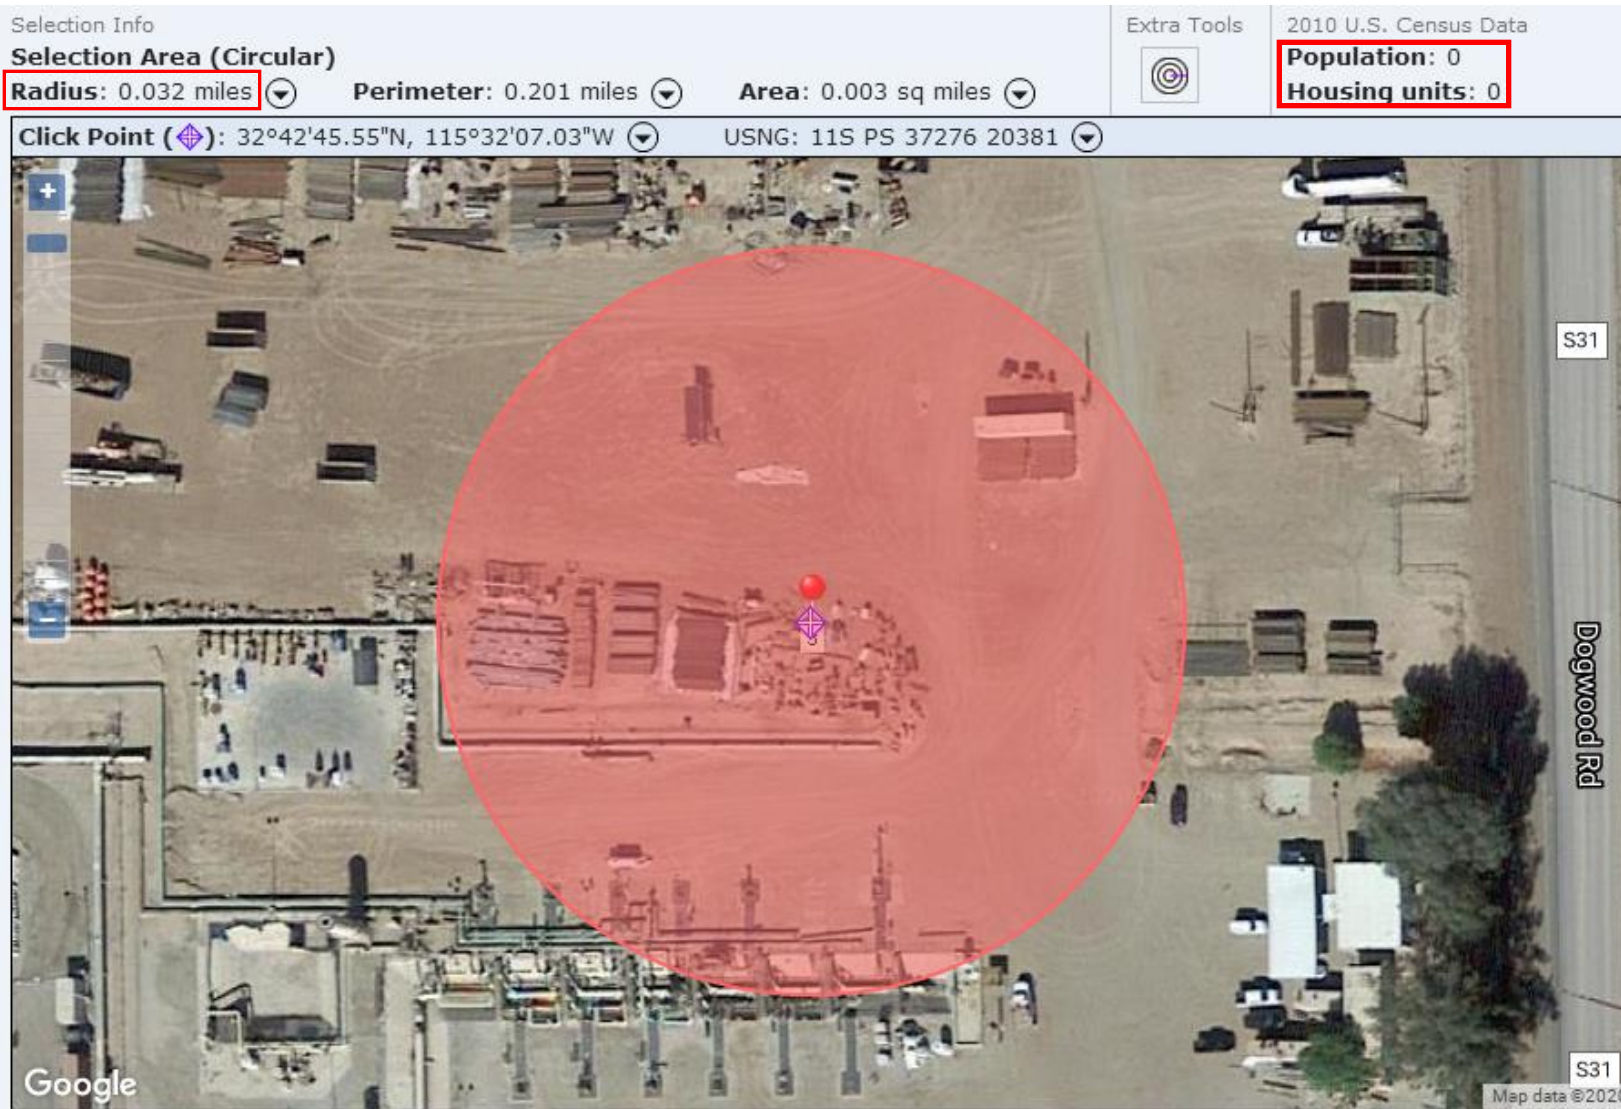 Selection Info
Selection Area (Circular)
Radius: 0.032 miles Perimeter: 0.201 miles Area: 0.003 sq miles
Extra Tools
2010 U.S. Census Data
Population: 0
Housing units: 0
Click Point ( ): 32°42'45.55"N, 115°32'07.03"W USNG: 11S PS 37276 20381
S31
Dogwood Rd
S31
Google
Map data ©202